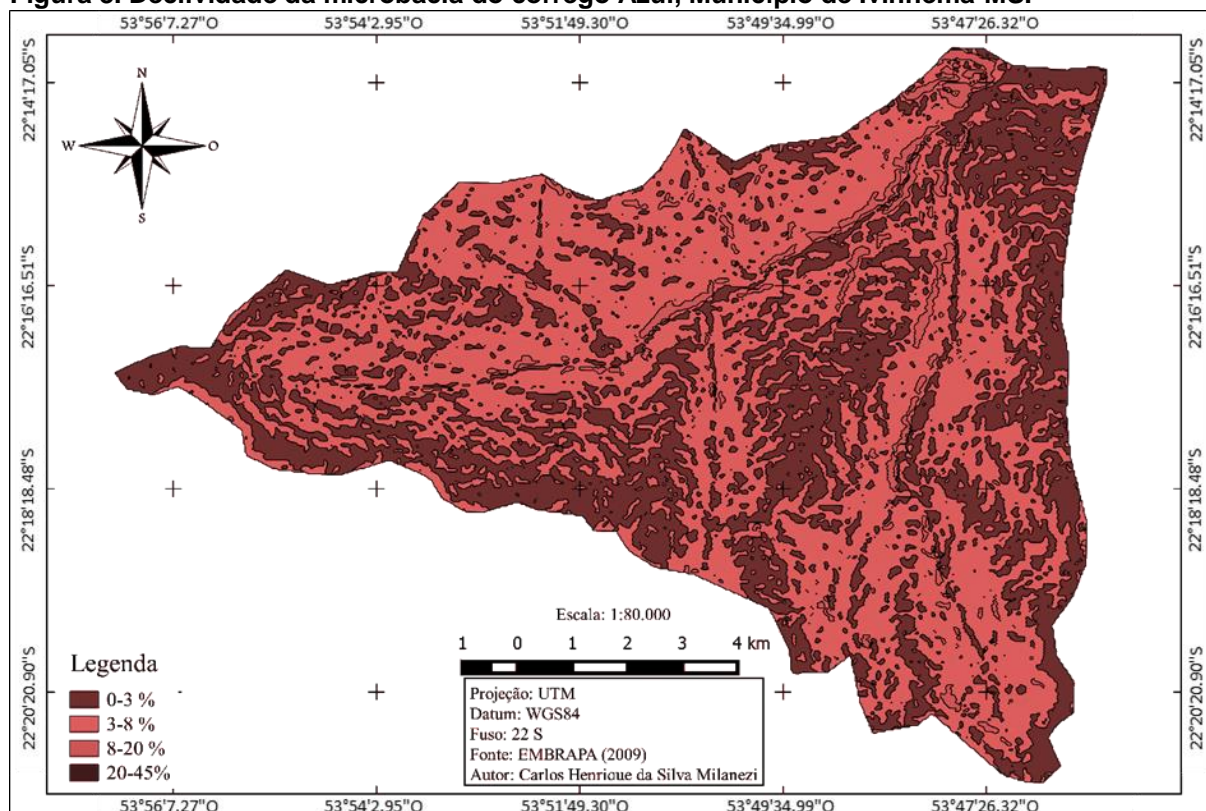 Figura Declividade da microbacia do córrego Azul, Município de Ivinhema-MS.
53°56'7.27"O 53°54'2.95"O 53°51'49.30"O 53°49'34.99"O 53°47'26.32"O
22°14'17.05"S
22°16'16.51"S
22°18'18.48"S
22°20'20.90"S
N
W
O
S
22°14'17.05"S
22°16'16.51"S
22°18'18.48"S
22°20'20.90"S
Escala: 1:80.000
1 0 1 2 3 4 km
Legenda
0-3 %
3-8 %
8-20 %
20-45%
Projeção: UTM
Datum: WGS84
Fuso: 22 S
Fonte: EMBRAPA (2009)
Autor: Carlos Henrique da Silva Milanezi
53°56'7.27"O 53°54'2.95"O 53°51'49.30"O 53°49'34.99"O 53°47'26.32"O